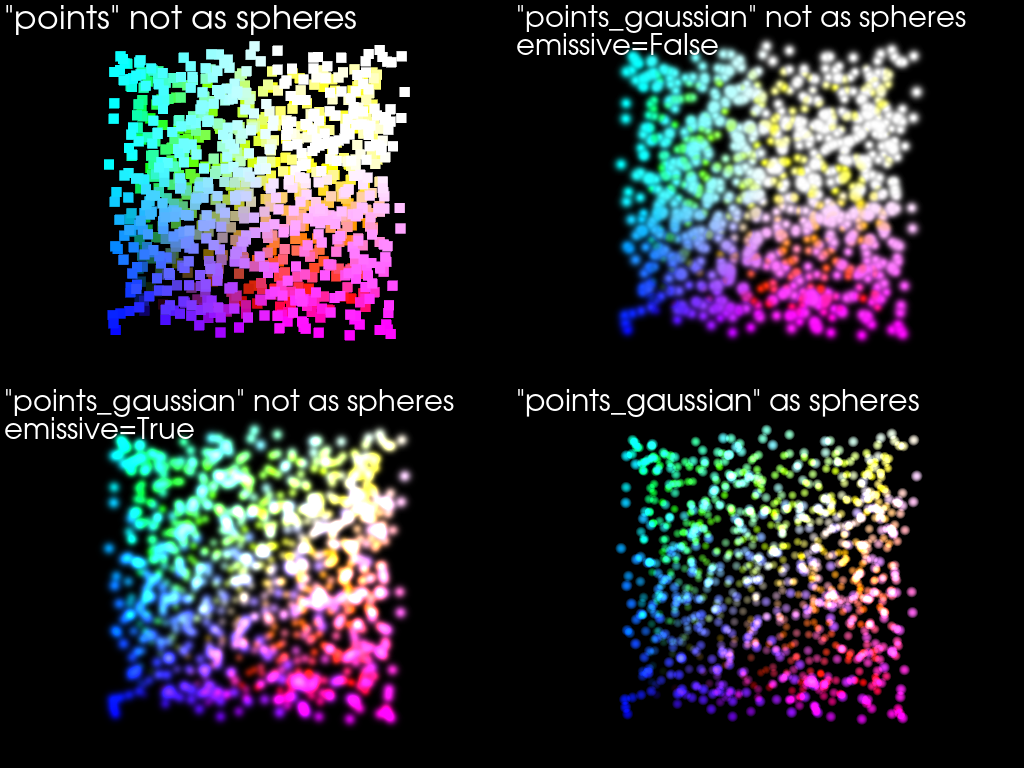 "points" not as spheres
"points_gaussian" not as spheres
emissive=False
"points_gaussian" not as spheres
emissive=True
"points_gaussian" as spheres